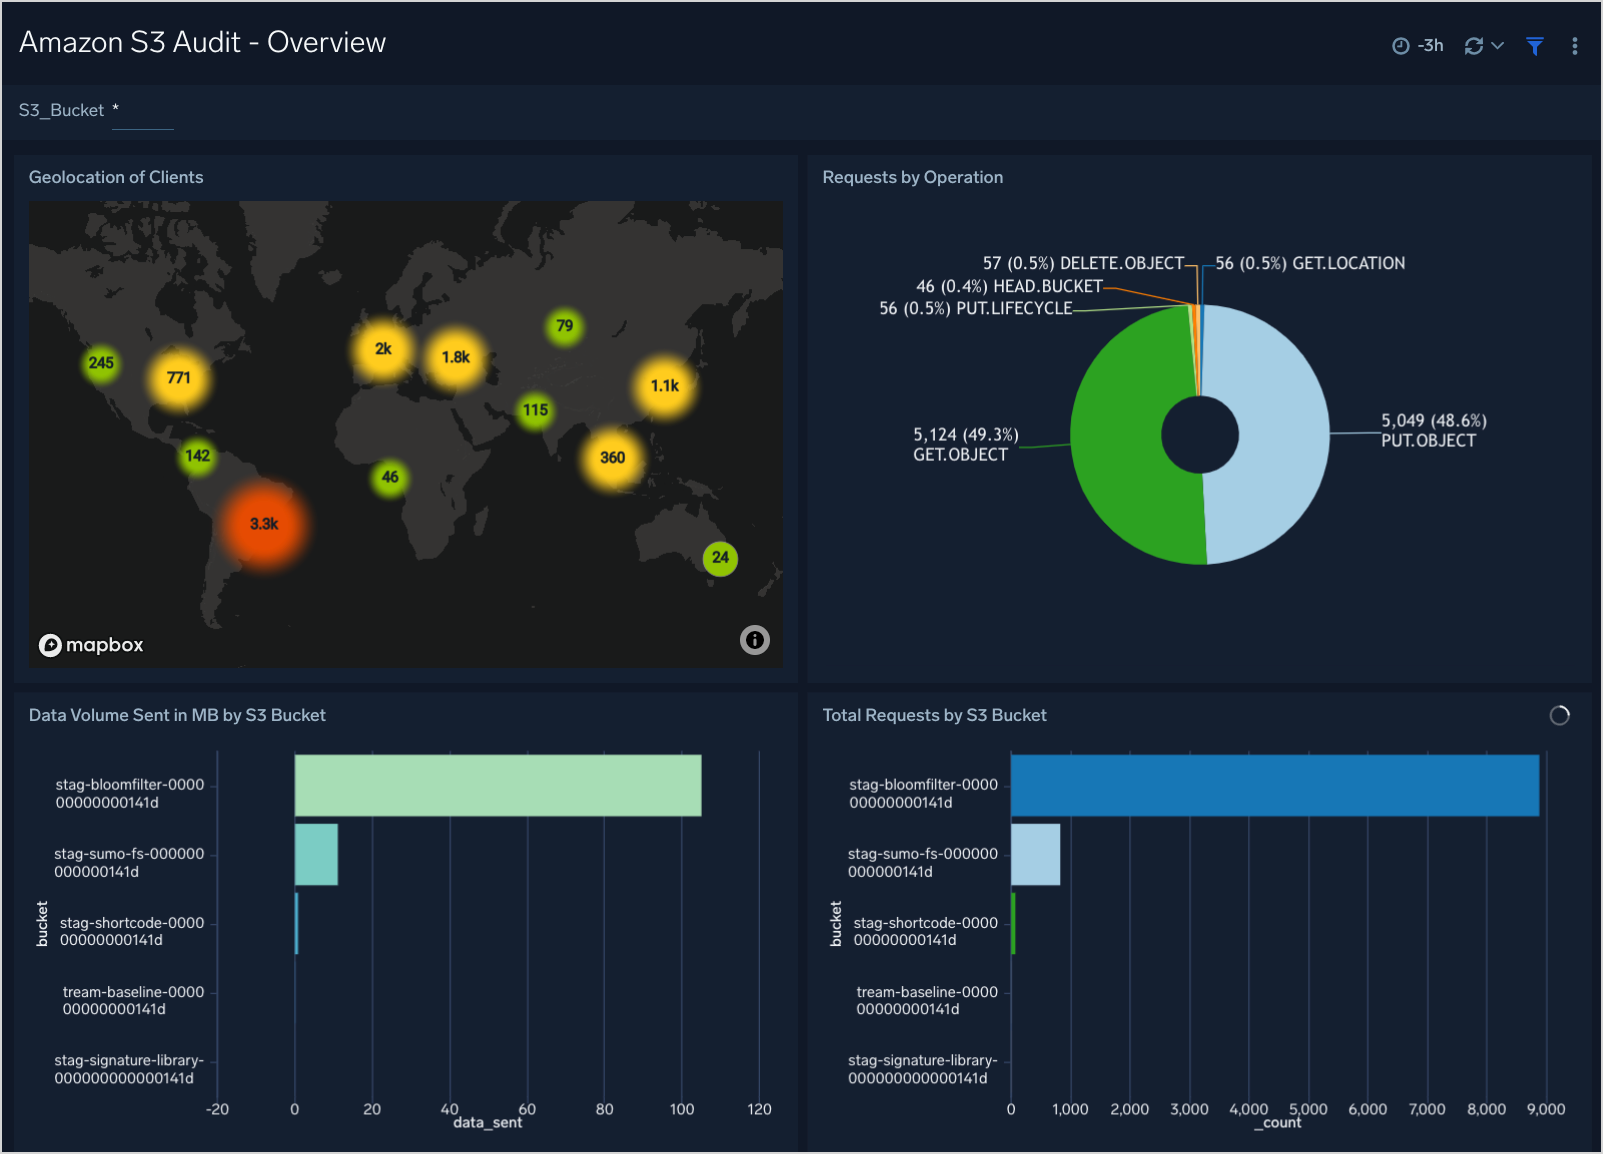 Amazon S3 Audit - Overview
-3h
S3_Bucket *
Geolocation of Clients
245
771
2k
1.8k
79
1.1k
115
142
360
46
3.3k
24
mapbox
Requests by Operation
57 (0.5%) DELETE.OBJECT
56 (0.5%) GET.LOCATION
46 (0.4%) HEAD.BUCKET
56 (0.5%) PUT.LIFECYCLE
5,124 (49.3%)
GET.OBJECT
5,049 (48.6%)
PUT.OBJECT
Data Volume Sent in MB by S3 Bucket
bucket
stag-bloomfilter-0000
00000000141d
stag-sumo-fs-000000
000000141d
stag-shortcode-0000
00000000141d
tream-baseline-0000
00000000141d
stag-signature-library-
000000000000141d
-20 0 20 40 60 80 100 120
data_sent
Total Requests by S3 Bucket
bucket
stag-bloomfilter-0000
00000000141d
stag-sumo-fs-000000
000000141d
stag-shortcode-0000
00000000141d
tream-baseline-0000
00000000141d
stag-signature-library-
000000000000141d
0 1,000 2,000 3,000 4,000 5,000 6,000 7,000 8,000 9,000
_count